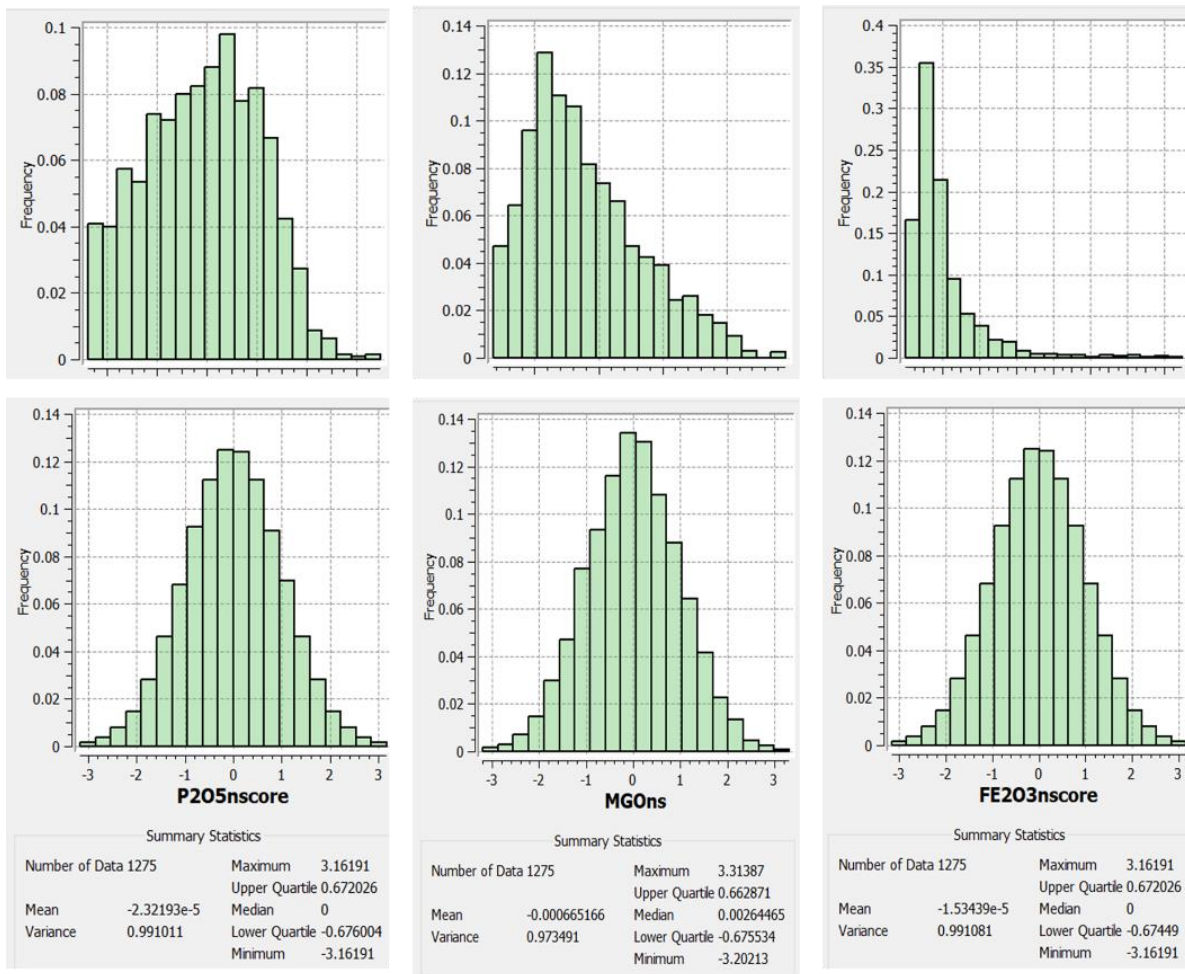 0.1
0.08
0.06
0.04
0.02
0
Frequency
0.14
0.12
0.1
0.08
0.06
0.04
0.02
0
Frequency
0.4
0.35
0.3
0.25
0.2
0.15
0.1
0.05
0
Frequency
0.14
0.12
0.1
0.08
0.06
0.04
0.02
0
Frequency
-3 -2 -1 0 1 2 3
P2O5nscore
Summary Statistics
Number of Data 1275 Maximum 3.16191
Upper Quartile 0.672026
Mean -2.32193e-5 Median 0
Variance 0.991011 Lower Quartile -0.676004
Minimum -3.16191
0.14
0.12
0.1
0.08
0.06
0.04
0.02
0
Frequency
-3 -2 -1 0 1 2 3
MGOns
Summary Statistics
Number of Data 1275 Maximum 3.31387
Upper Quartile 0.662871
Mean -0.000665166 Median 0.00264465
Variance 0.973491 Lower Quartile -0.675534
Minimum -3.20213
0.14
0.12
0.1
0.08
0.06
0.04
0.02
0
Frequency
-3 -2 -1 0 1 2 3
FE2O3nscore
Summary Statistics
Number of Data 1275 Maximum 3.16191
Upper Quartile 0.672026
Mean -1.53439e-5 Median 0
Variance 0.991081 Lower Quartile -0.67449
Minimum -3.16191